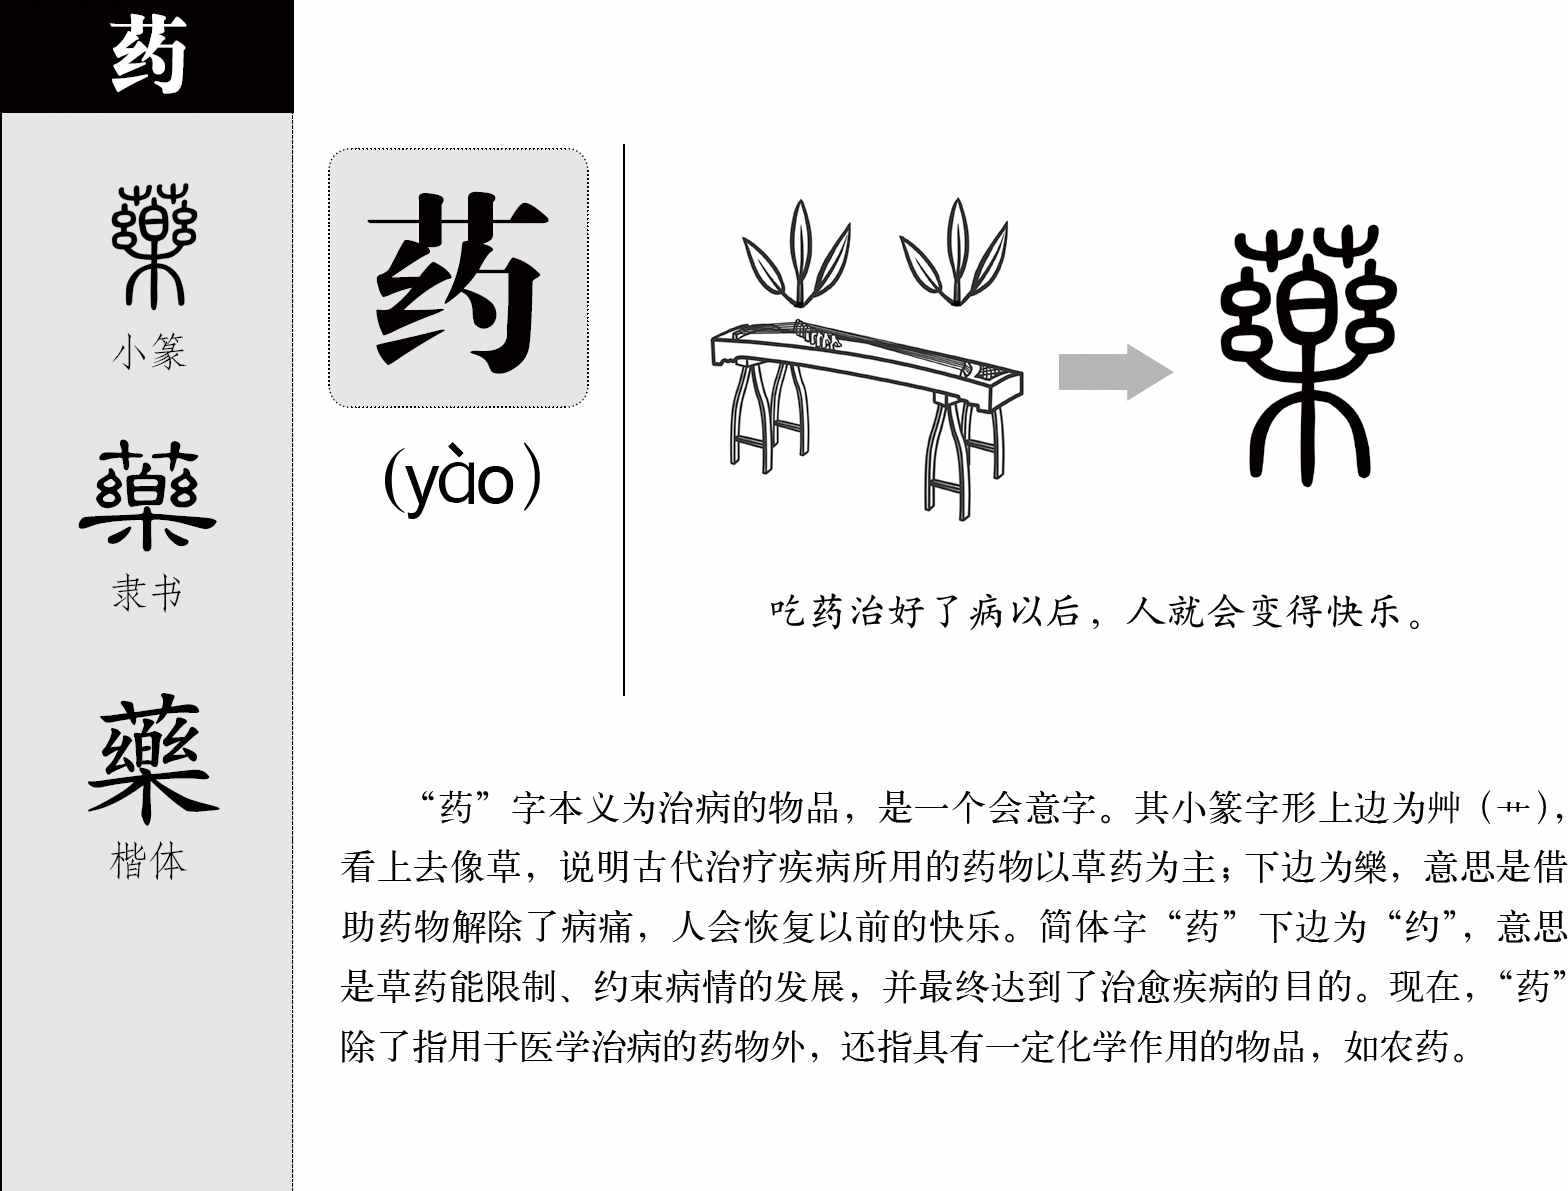 药
藥
小篆
藥
隶书
藥
楷体
药
(yào)
藥
吃药治好了病以后，人就会变得快乐。
“药”字本义为治病的物品，是一个会意字。其小篆字形上边为艸（艹），
看上去像草，说明古代治疗疾病所用的药物以草药为主；下边为樂，意思是借
助药物解除了病痛，人会恢复以前的快乐。简体字“药”下边为“约”，意思
是草药能限制、约束病情的发展，并最终达到了治愈疾病的目的。现在，“药”
除了指用于医学治病的药物外，还指具有一定化学作用的物品，如农药。